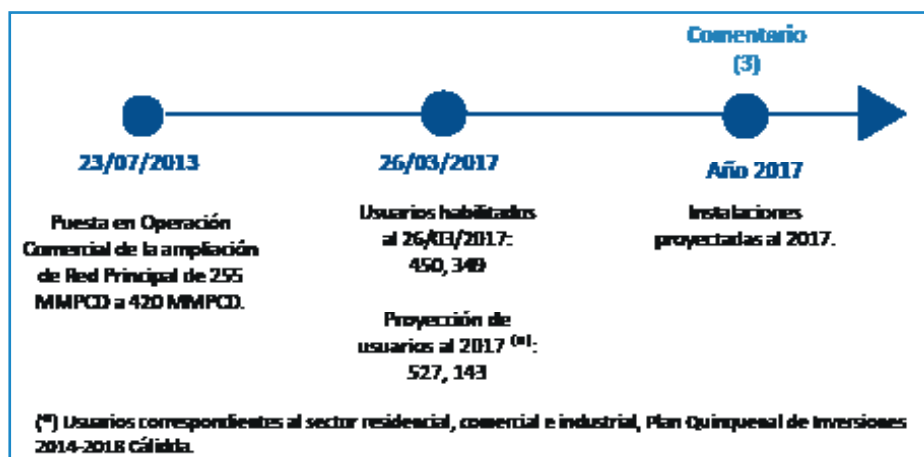 Comentario
(3)
23/07/2013
26/03/2017
Año 2017
Puesta en Operación
Comercial de la ampliación
de Red Principal de 255
MMPCD a 420 MMPCD.
Usuarios habilitados
al 26/03/2017:
450, 349
Proyección de
usuarios al 2017 (*):
527, 143
Instalaciones
proyectadas al 2017.
(*) Usuarios correspondientes al sector residencial, comercial e industrial, Plan Quinquenal de Inversiones
2014-2018 Cálidda.